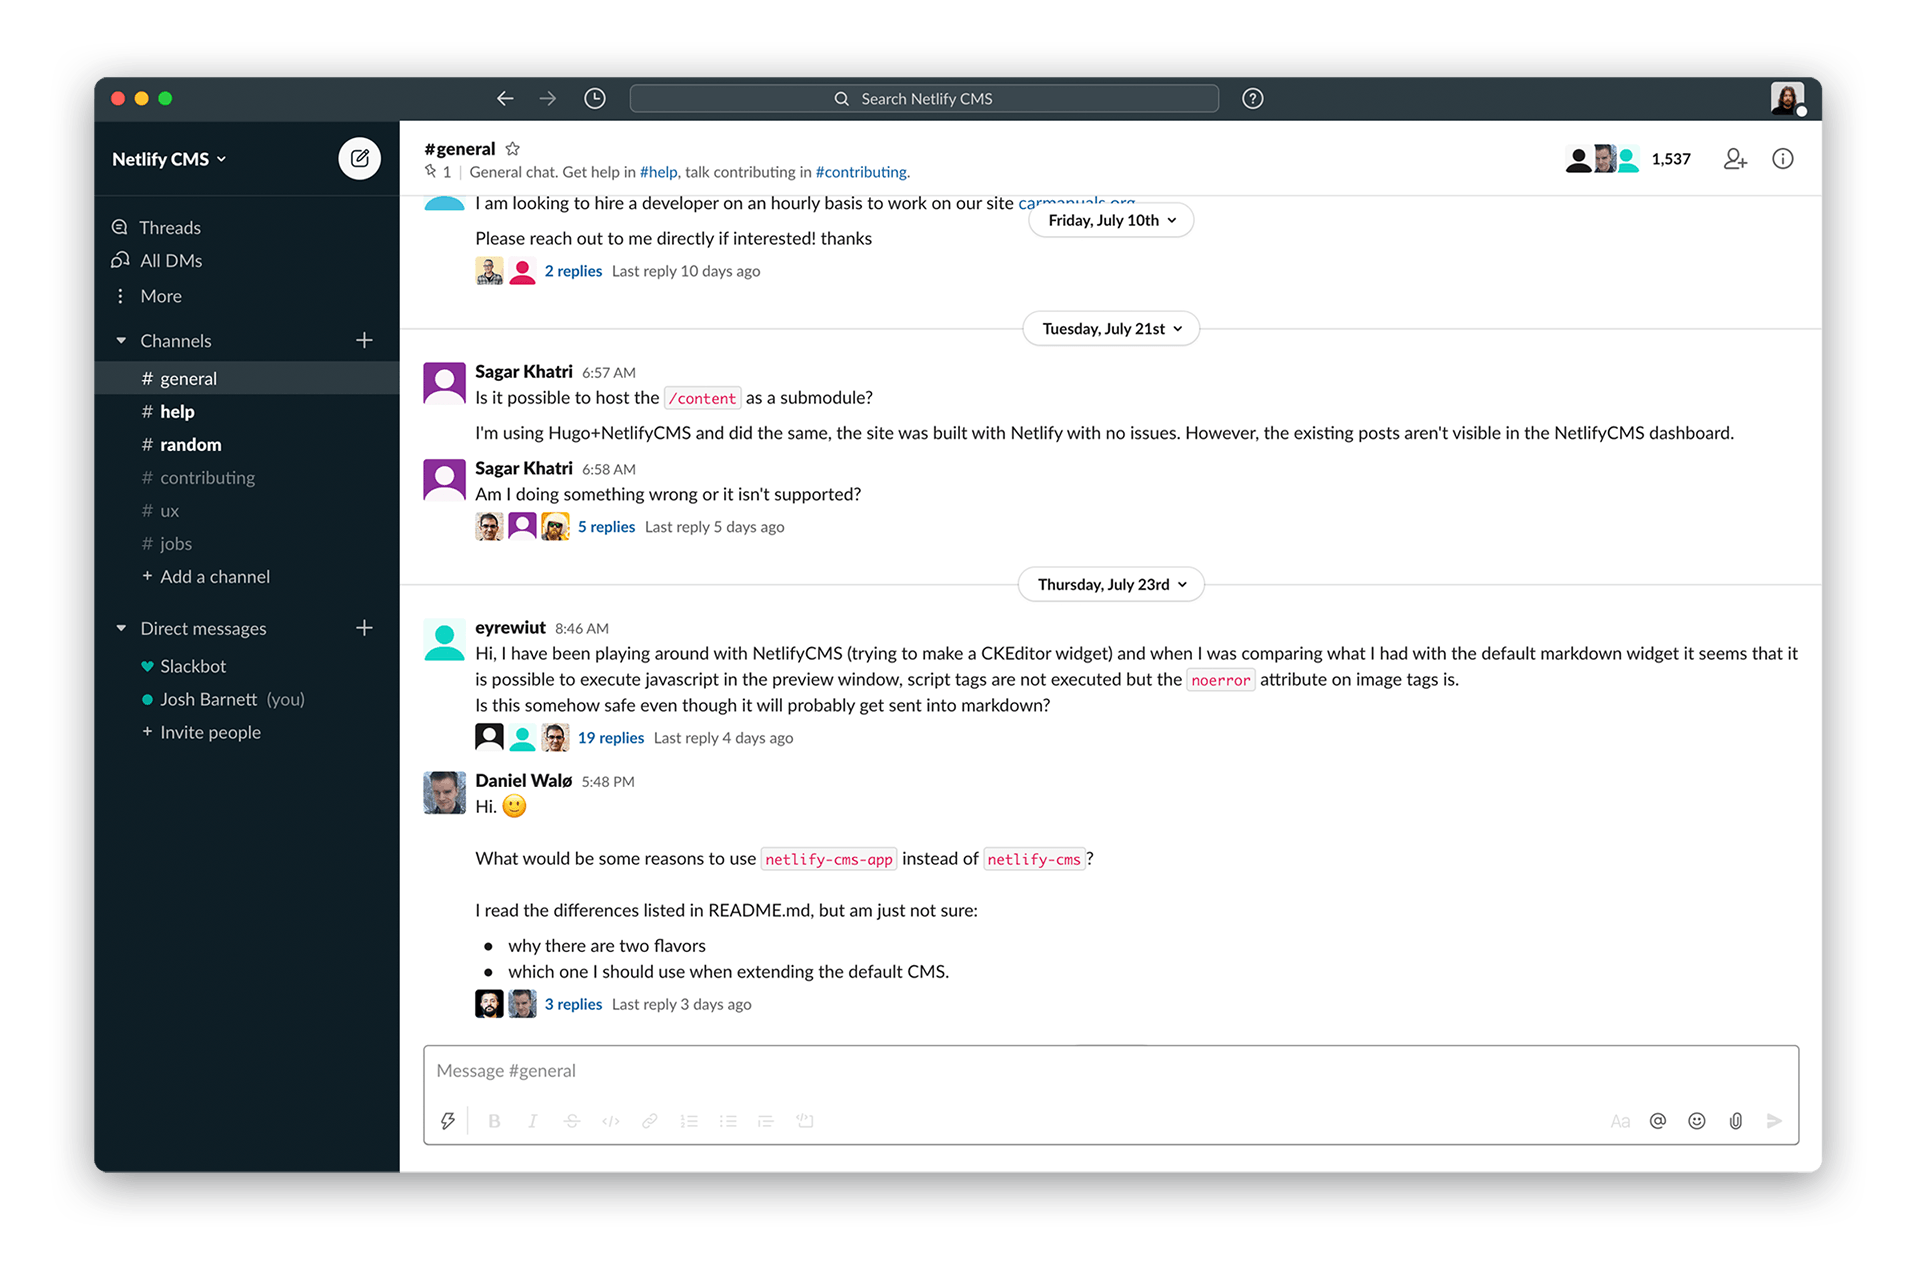 Search Netlify CMS
Netlify CMS
Threads
All DMs
More
Channels
# general
# help
# random
# contributing
# ux
# jobs
+ Add a channel
Direct messages
Slackbot
Josh Barnett (you)
+ Invite people
#general
1 | General chat. Get help in #help, talk contributing in #contributing.
1,537
I am looking to hire a developer on an hourly basis to work on our site carmanuals.org
Friday, July 10th
Please reach out to me directly if interested! thanks
2 replies Last reply 10 days ago
Tuesday, July 21st
Sagar Khatri 6:57 AM
Is it possible to host the /content as a submodule?
I'm using Hugo+NetlifyCMS and did the same, the site was built with Netlify with no issues. However, the existing posts aren't visible in the NetlifyCMS dashboard.
Sagar Khatri 6:58 AM
Am I doing something wrong or it isn't supported?
5 replies Last reply 5 days ago
Thursday, July 23rd
eyrewiut 8:46 AM
Hi, I have been playing around with NetlifyCMS (trying to make a CKEditor widget) and when I was comparing what I had with the default markdown widget it seems that it
is possible to execute javascript in the preview window, script tags are not executed but the noerror attribute on image tags is.
Is this somehow safe even though it will probably get sent into markdown?
19 replies Last reply 4 days ago
Daniel Walø 5:48 PM
Hi. 🙂
What would be some reasons to use netlify-cms-app instead of netlify-cms?
I read the differences listed in README.md, but am just not sure:
• why there are two flavors
• which one I should use when extending the default CMS.
3 replies Last reply 3 days ago
Message #general
B I S </> Aa @